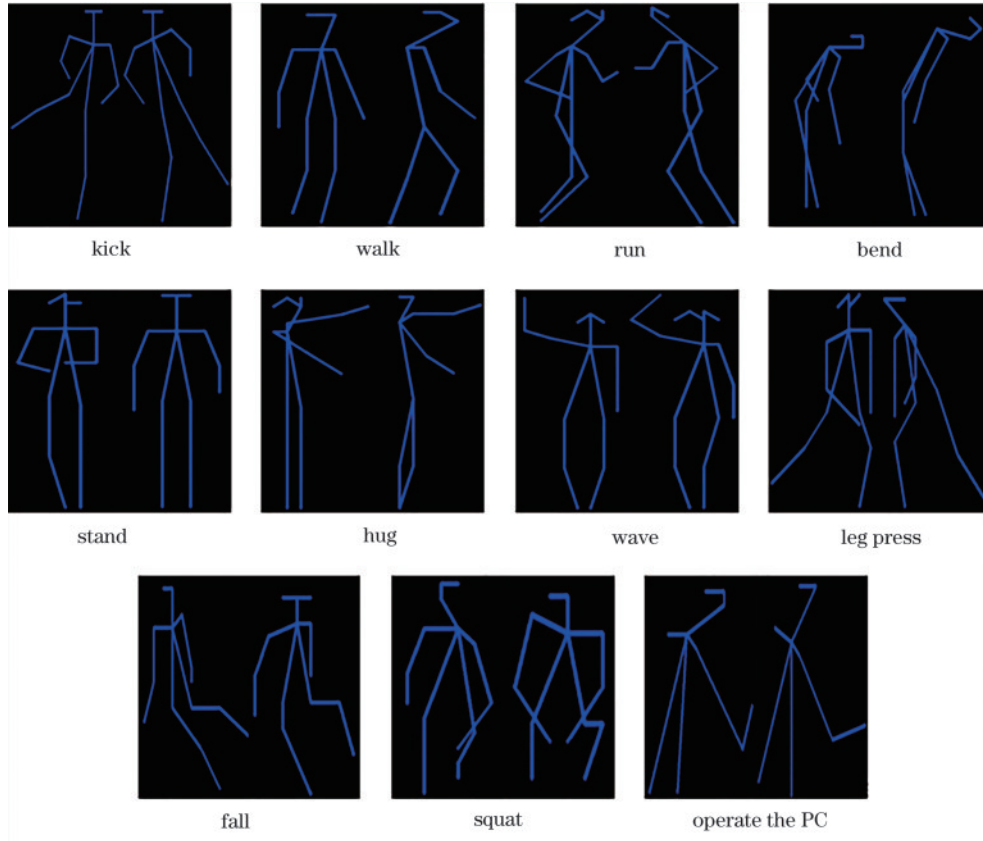 kick
walk
run
bend
stand
hug
wave
leg press
fall
squat
operate the PC